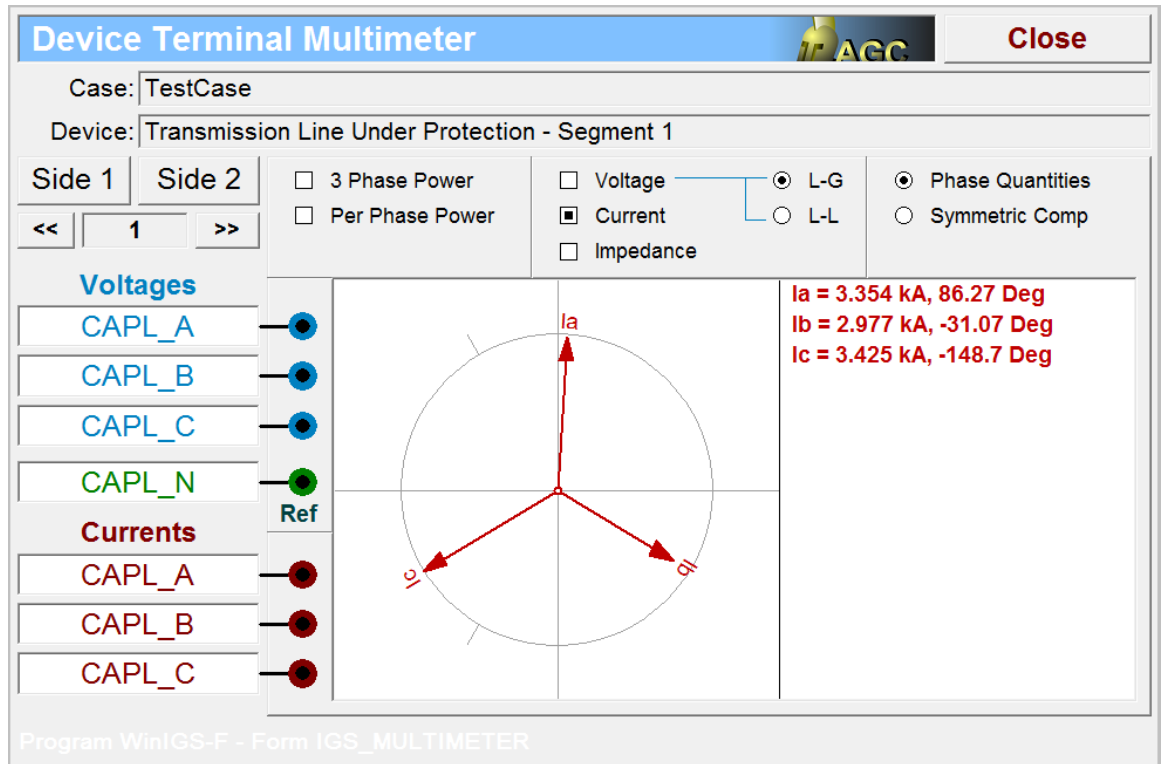 Device Terminal Multimeter
AGC
Close
Case: TestCase
Device: Transmission Line Under Protection - Segment 1
Side 1 Side 2
<< 1 >>
3 Phase Power
Per Phase Power
Voltage
Current
Impedance
L-G
L-L
Phase Quantities
Symmetric Comp
Voltages
CAPL_A
CAPL_B
CAPL_C
CAPL_N
Ref
Currents
CAPL_A
CAPL_B
CAPL_C
Ia
Ib
Ic
Ia = 3.354 kA, 86.27 Deg
Ib = 2.977 kA, -31.07 Deg
Ic = 3.425 kA, -148.7 Deg
Program WinIGS-F - Form IGS_MULTIMETER